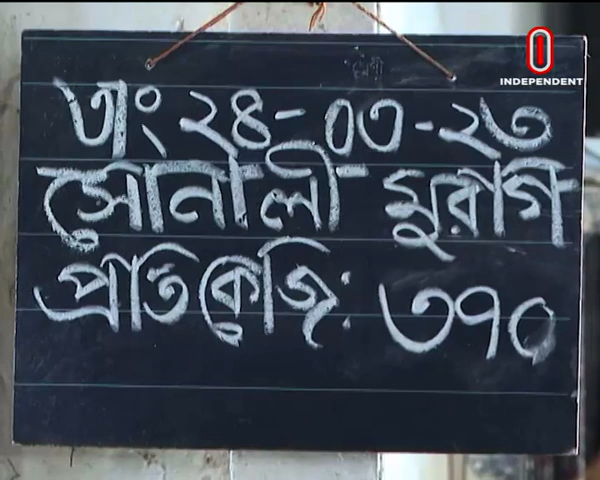 INDEPENDENT
তাং ২৪-০৩-২৩
সোনালী মুরগি
প্রতি কেজি: ৩৭০